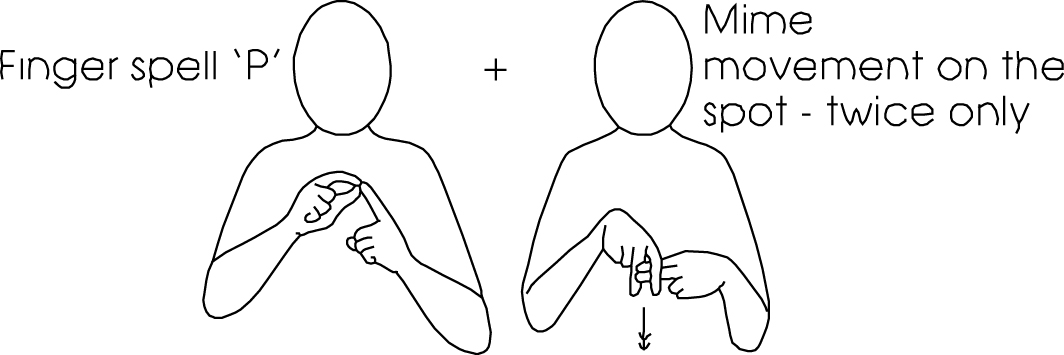 Finger spell ‘P’
+
Mime
movement on the
spot - twice only